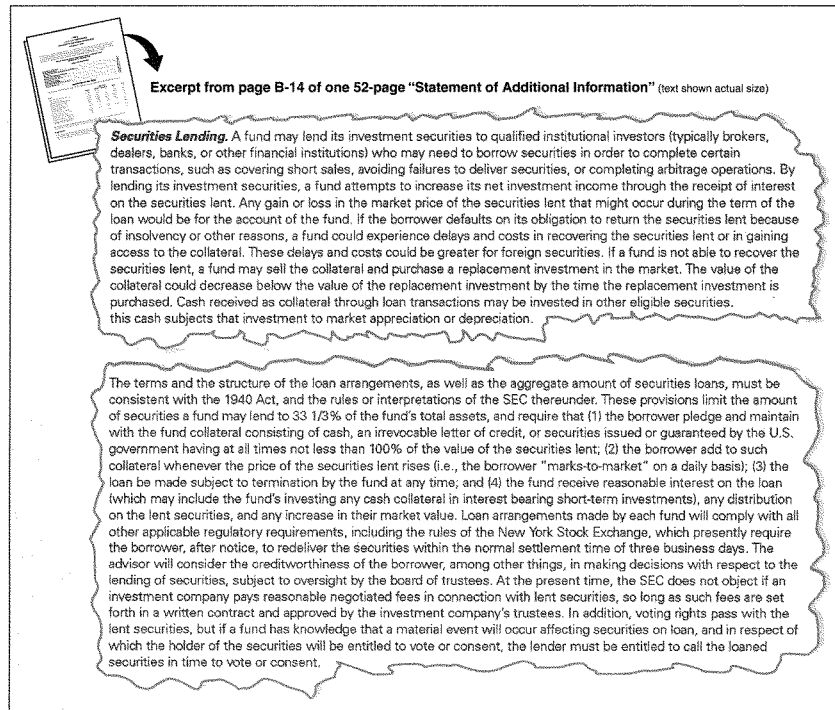 Excerpt from page B-14 of one 52-page “Statement of Additional Information” (text shown actual size)
Securities Lending. A fund may lend its investment securities to qualified institutional investors (typically brokers,
dealers, banks, or other financial institutions) who may need to borrow securities in order to complete certain
transactions, such as covering short sales, avoiding failures to deliver securities, or completing arbitrage operations. By
lending its investment securities, a fund attempts to increase its net investment income through the receipt of interest
on the securities lent. Any gain or loss in the market price of the securities lent that might occur during the term of the
loan would be for the account of the fund. If the borrower defaults on its obligation to return the securities lent because
of insolvency or other reasons, a fund could experience delays and costs in recovering the securities lent or in gaining
access to the collateral. These delays and costs could be greater for foreign securities. If a fund is not able to recover the
securities lent, a fund may sell the collateral and purchase a replacement investment in the market. The value of the
collateral could decrease below the value of the replacement investment by the time the replacement investment is
purchased. Cash received as collateral through loan transactions may be invested in other eligible securities.
this cash subjects that investment to market appreciation or depreciation.
The terms and the structure of the loan arrangements, as well as the aggregate amount of securities loans, must be
consistent with the 1940 Act, and the rules or interpretations of the SEC thereunder. These provisions limit the amount
of securities a fund may lend to 33 1/3% of the fund's total assets, and require that (1) the borrower pledge and maintain
with the fund collateral consisting of cash, an irrevocable letter of credit, or securities issued or guaranteed by the U.S.
government having at all times not less than 100% of the value of the securities lent; (2) the borrower add to such
collateral whenever the price of the securities lent rises (i.e., the borrower "marks-to-market" on a daily basis); (3) the
loan be made subject to termination by the fund at any time; and (4) the fund receive reasonable interest on the loan
(which may include the fund's investing any cash collateral in interest bearing short-term investments), any distribution
on the lent securities, and any increase in their market value. Loan arrangements made by each fund will comply with all
other applicable regulatory requirements, including the rules of the New York Stock Exchange, which presently require
the borrower, after notice, to redeliver the securities within the normal settlement time of three business days. The
advisor will consider the creditworthiness of the borrower, among other things, in making decisions with respect to the
lending of securities, subject to oversight by the board of trustees. At the present time, the SEC does not object if an
investment company pays reasonable negotiated fees in connection with lent securities, so long as such fees are set
forth in a written contract and approved by the investment company's trustees. In addition, voting rights pass with the
lent securities, but if a fund has knowledge that a material event will occur affecting securities on loan, and in respect of
which the holder of the securities will be entitled to vote or consent, the lender must be entitled to call the loaned
securities in time to vote or consent.